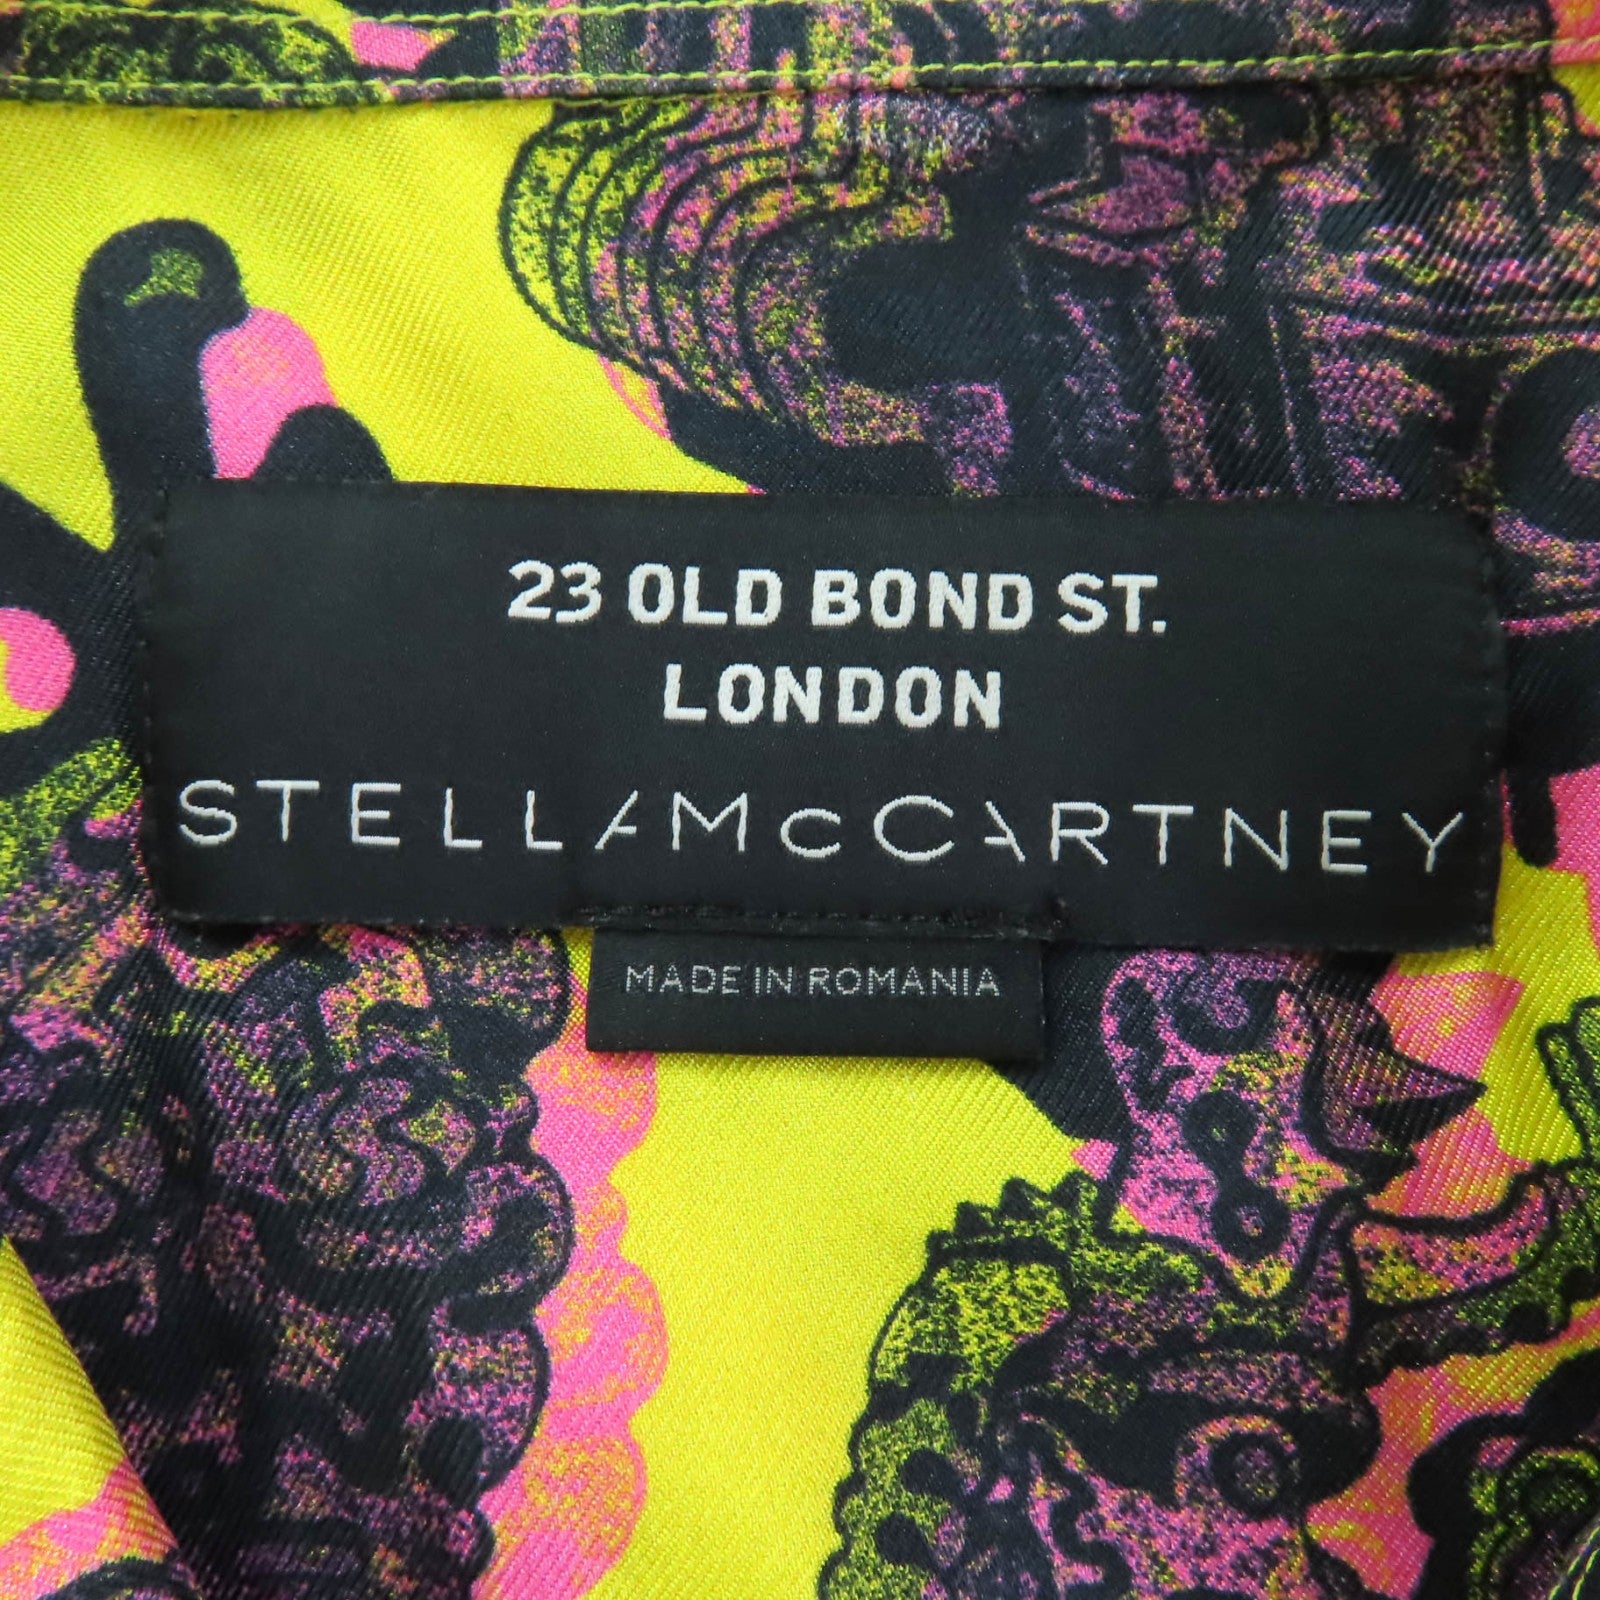 23 OLD BOND ST.
LONDON
STELLAMcCARTNEY
MADE IN ROMANIA